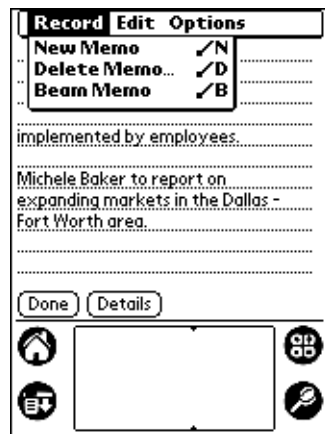 Record Edit Options
New Memo /N
Delete Memo... /D
Beam Memo /B
implemented by employees.
Michele Baker to report on
expanding markets in the Dallas -
Fort Worth area.
Done Details